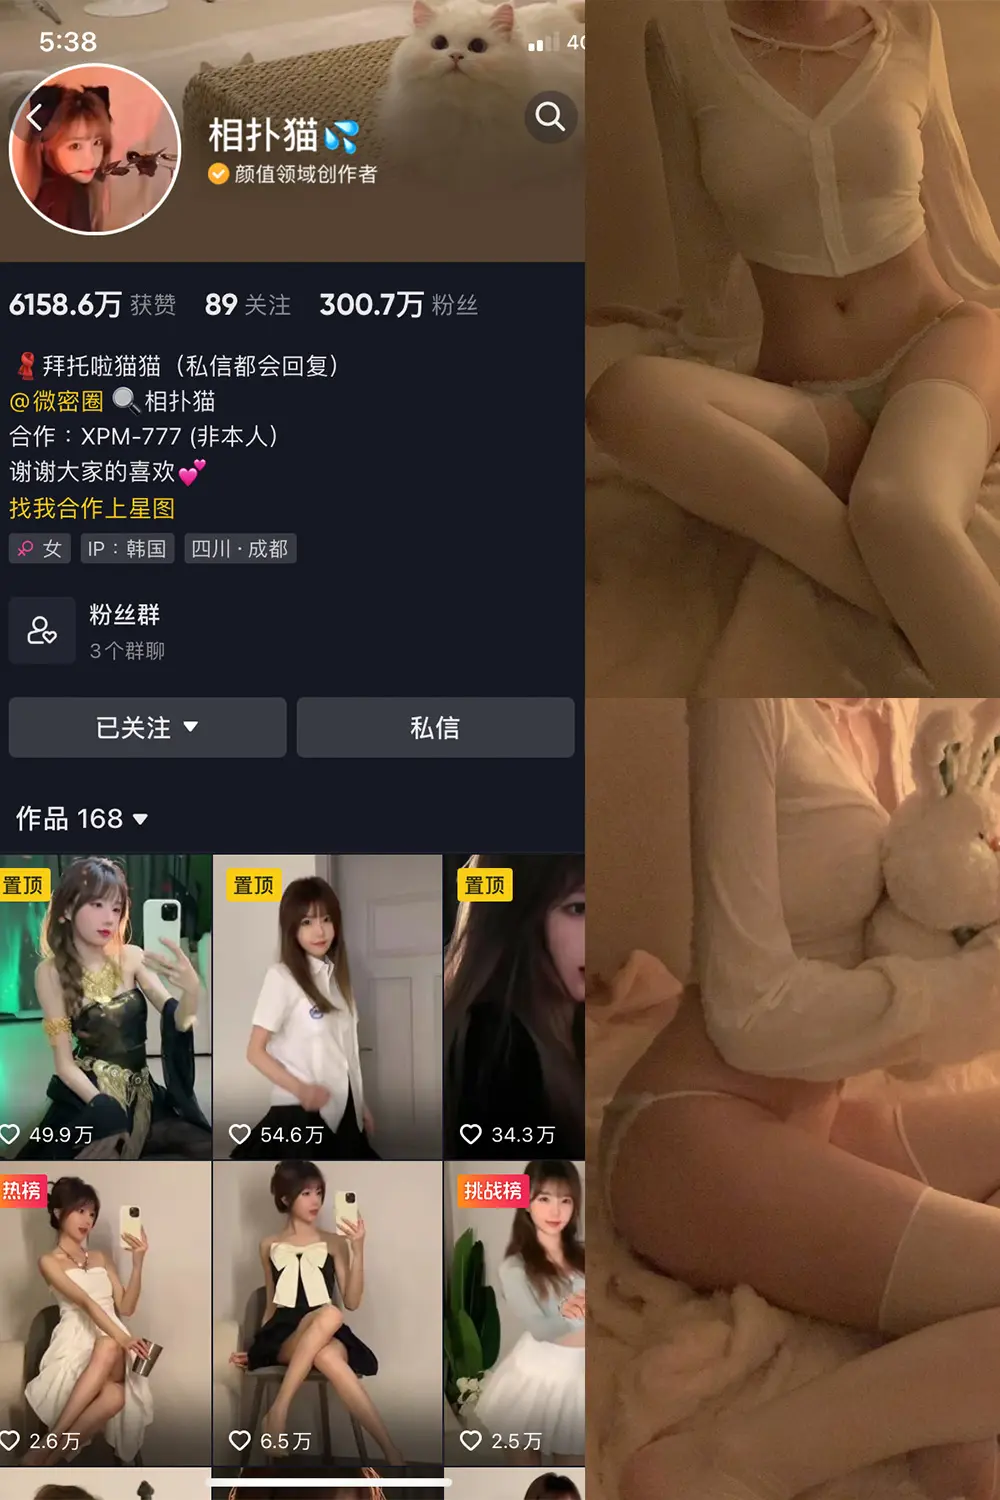 5:38
4G
相扑猫💦
颜值领域创作者
6158.6万 获赞 89 关注 300.7万 粉丝
🧣拜托啦猫猫（私信都会回复）
@微密圈 🔍相扑猫
合作：XPM-777 (非本人)
谢谢大家的喜欢💕
找我合作上星图
女 IP：韩国 四川·成都
粉丝群
3个群聊
已关注 私信
作品 168
置顶 置顶 置顶
49.9万 54.6万 34.3万
热榜 挑战榜
2.6万 6.5万 2.5万